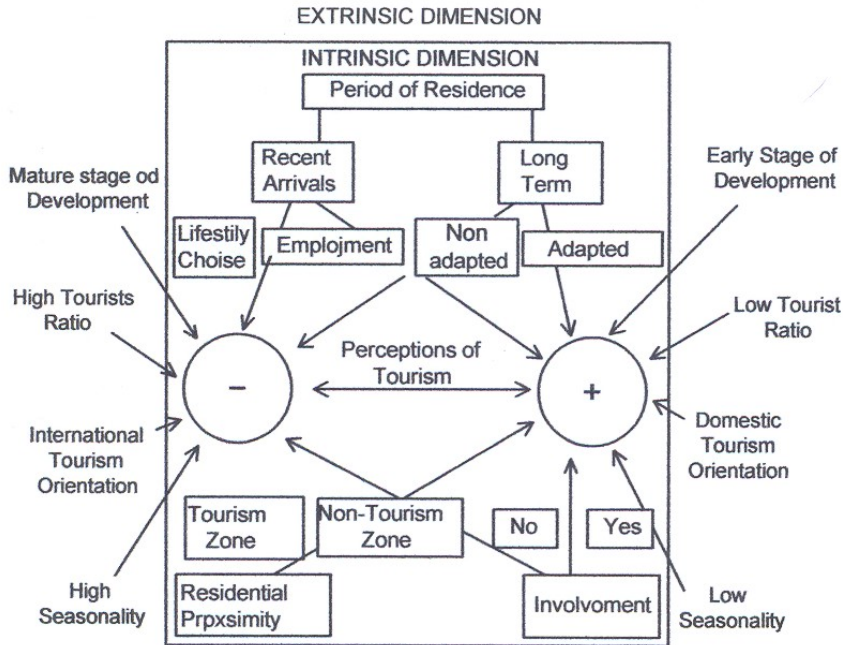 EXTRINSIC DIMENSION
INTRINSIC DIMENSION
Period of Residence
Recent
Arrivals
Long
Term
Early Stage of
Development
Mature stage od
Development
Lifestily
Choise
Emplojment
Non
adapted
Adapted
High Tourists
Ratio
Low Tourist
Ratio
Perceptions of
Tourism
-
+
International
Tourism
Orientation
Domestic
Tourism
Orientation
Tourism
Zone
Non-Tourism
Zone
No
Yes
High
Seasonality
Residential
Prpxsimity
Involvoment
Low
Seasonality